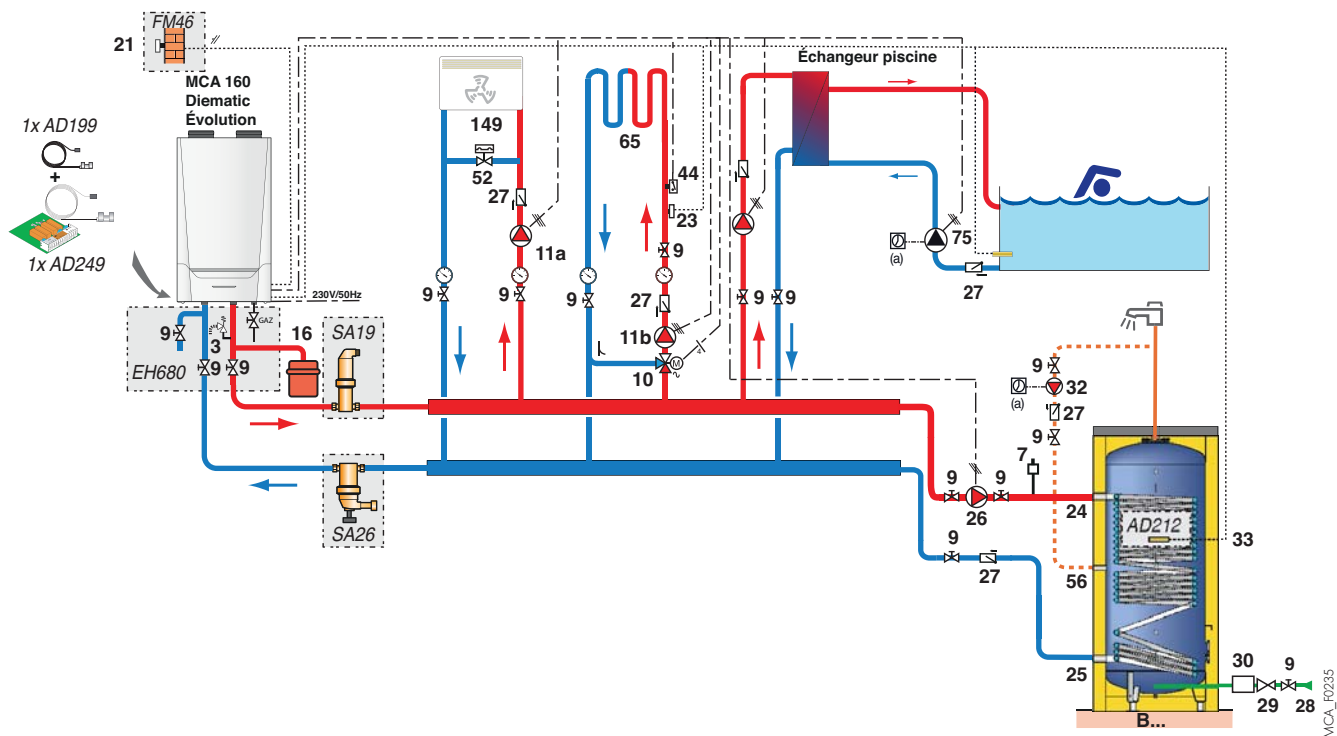 FM46
21
MCA 160
Diematic
Évolution
1x AD199
+
1x AD249
230V/50Hz
GAZ
9
3
9
9
EH680
16
SA19
SA26
149
52
27
11a
9
9
65
44
23
9
27
11b
9
10
M
Échangeur piscine
9
9
75
(a)
27
9
32
(a)
27
9
7
9
9
26
24
AD212
33
9
27
56
25
30
9
29
28
B...
MCA_F0235